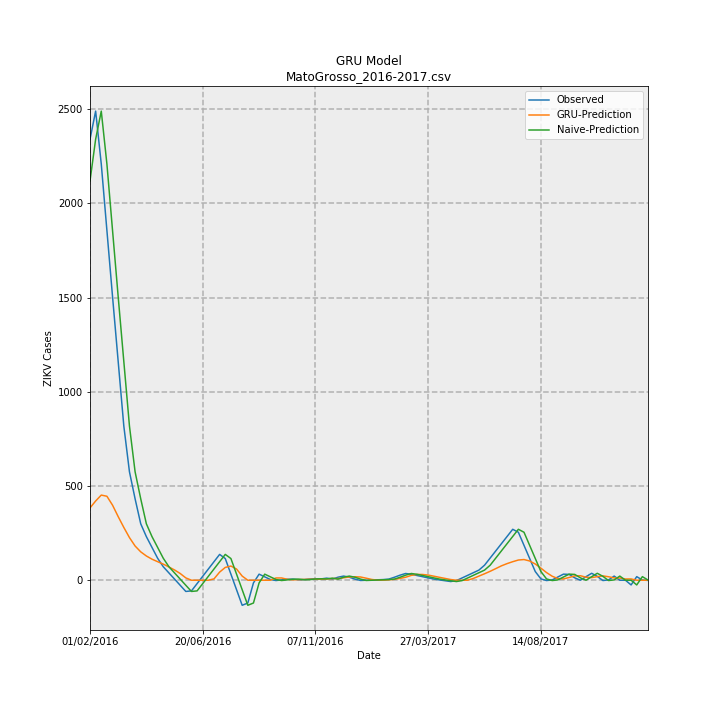 GRU Model
MatoGrosso_2016-2017.csv
Observed
GRU-Prediction
Naive-Prediction
2500
2000
1500
1000
500
0
ZIKV Cases
01/02/2016
20/06/2016
07/11/2016
27/03/2017
14/08/2017
Date